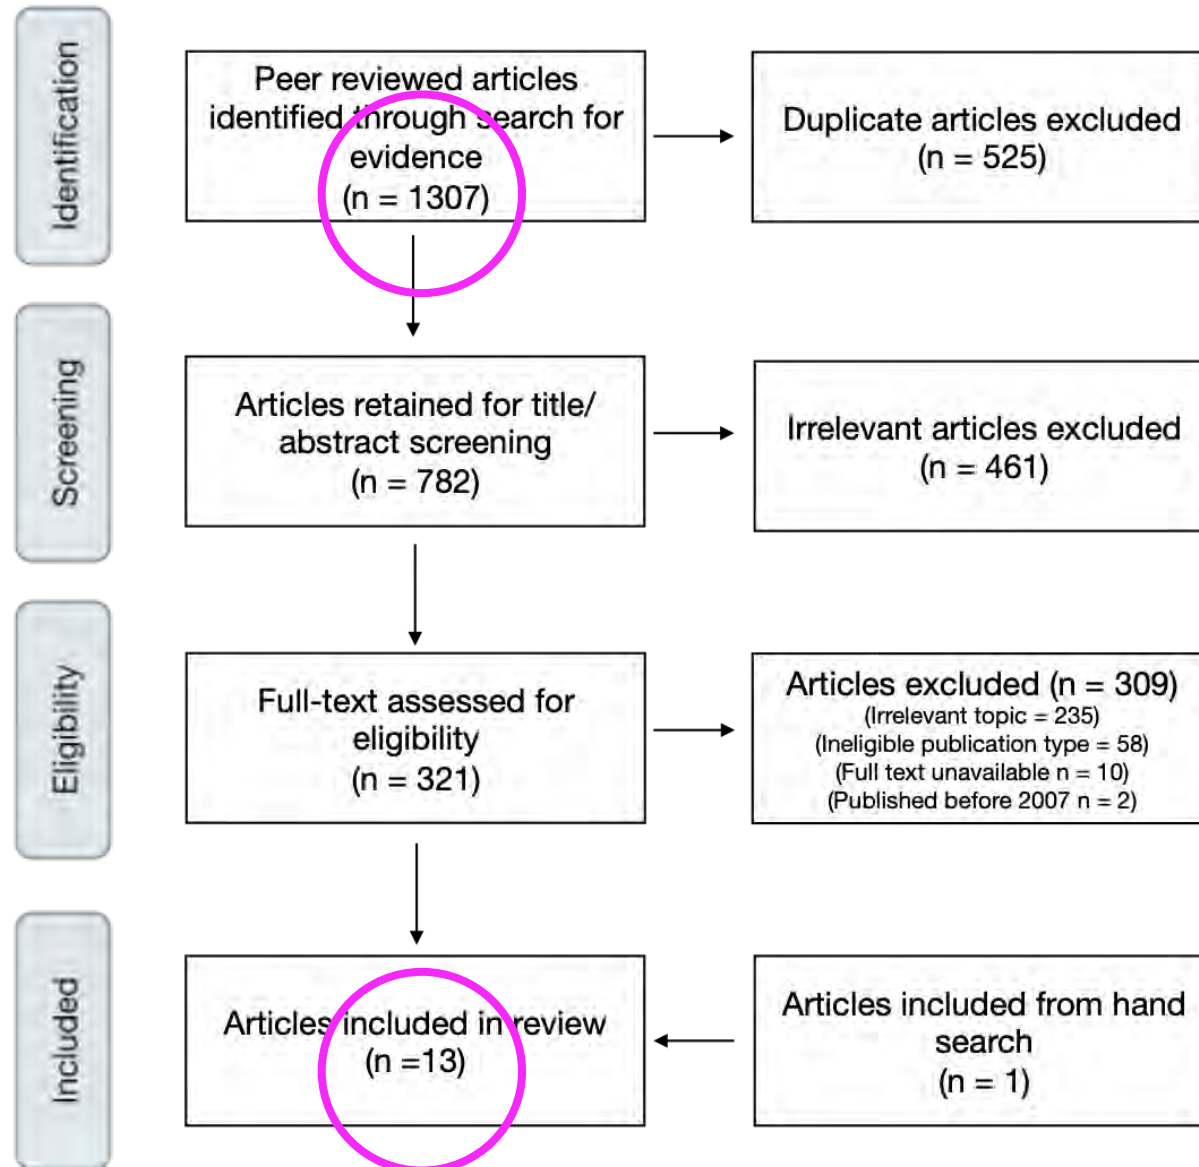 Identification
Peer reviewed articles
identified through search for
evidence
(n = 1307)
Duplicate articles excluded
(n = 525)
Screening
Articles retained for title/
abstract screening
(n = 782)
Irrelevant articles excluded
(n = 461)
Eligibility
Full-text assessed for
eligibility
(n = 321)
Articles excluded (n = 309)
(Irrelevant topic = 235)
(Ineligible publication type = 58)
(Full text unavailable n = 10)
(Published before 2007 n = 2)
Included
Articles included in review
(n =13)
Articles included from hand
search
(n = 1)